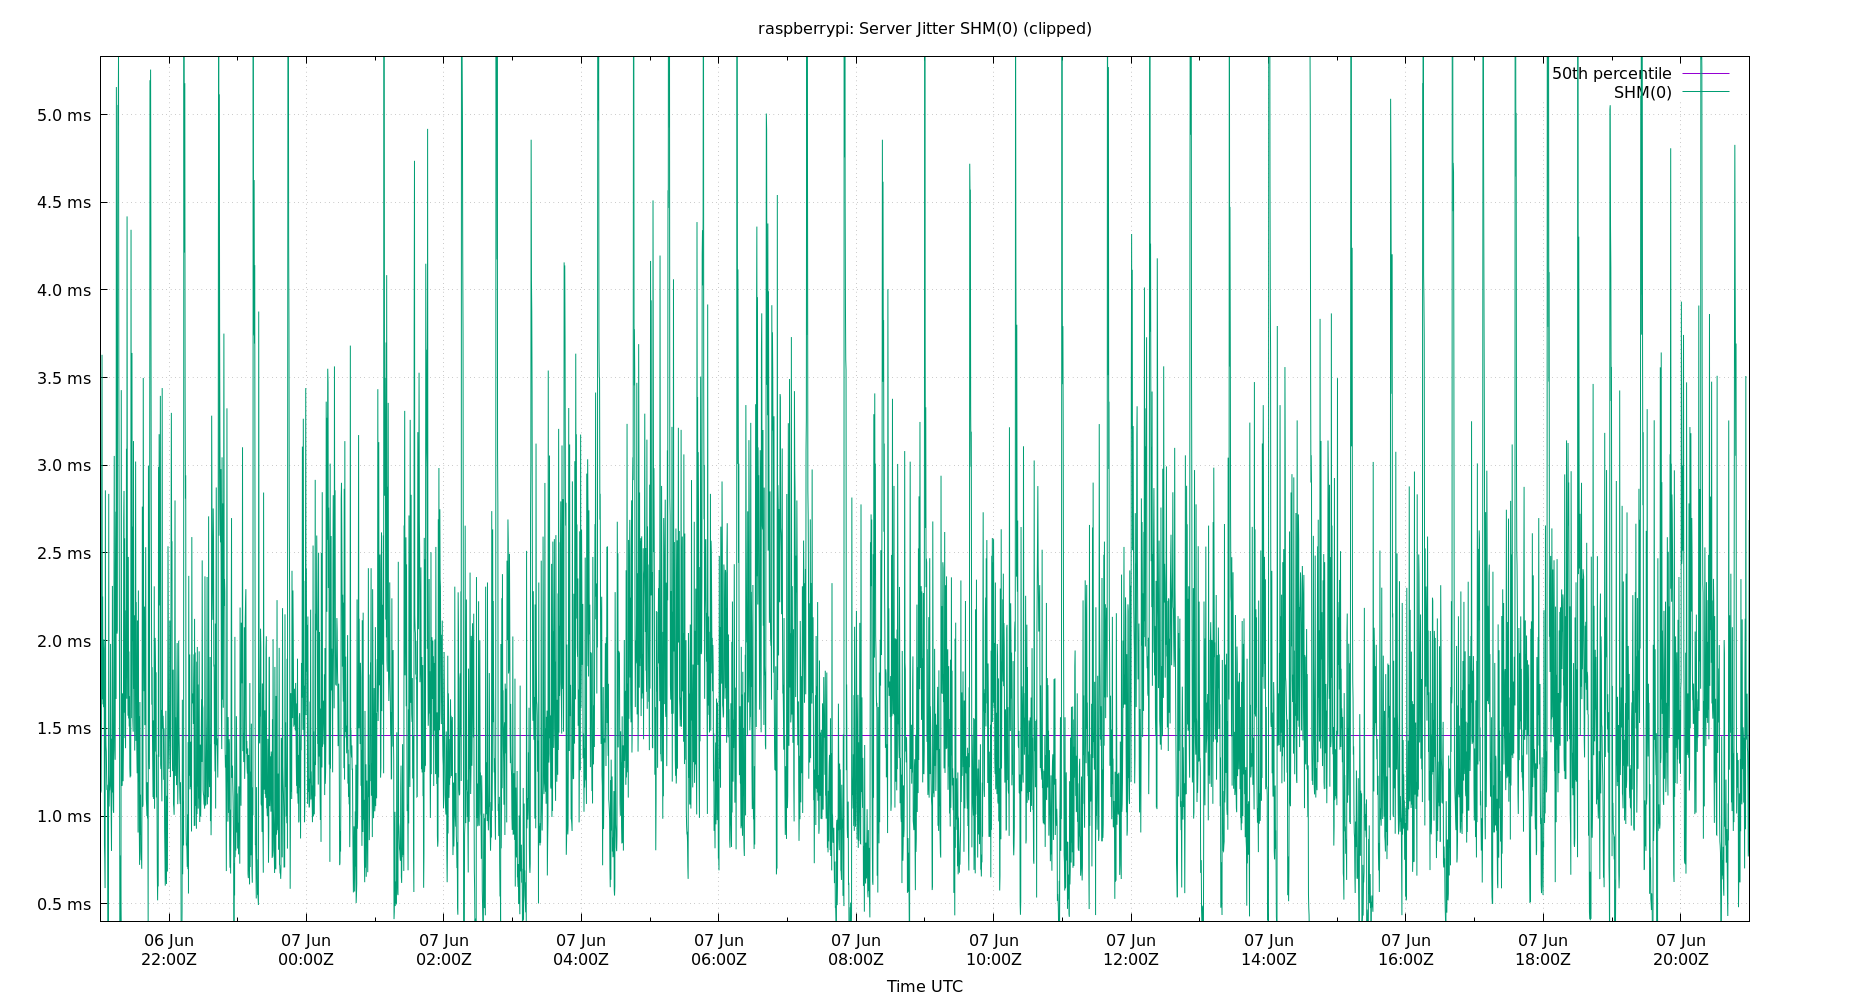 raspberrypi: Server Jitter SHM(0) (clipped)
50th percentile
SHM(0)
5.0 ms
4.5 ms
4.0 ms
3.5 ms
3.0 ms
2.5 ms
2.0 ms
1.5 ms
1.0 ms
0.5 ms
06 Jun 07 Jun 07 Jun 07 Jun 07 Jun 07 Jun 07 Jun 07 Jun 07 Jun 07 Jun 07 Jun 07 Jun
22:00Z 00:00Z 02:00Z 04:00Z 06:00Z 08:00Z 10:00Z 12:00Z 14:00Z 16:00Z 18:00Z 20:00Z
Time UTC